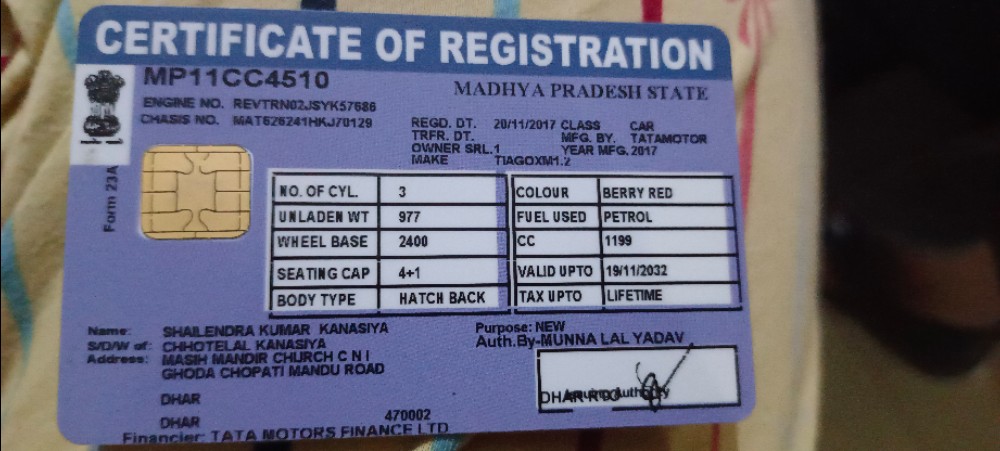 CERTIFICATE OF REGISTRATION
MP11CC4510
MADHYA PRADESH STATE
ENGINE NO. REVTRN02JSYK57686
CHASIS NO. MAT626241HKJ70129
REGD. DT. 20/11/2017 CLASS CAR
TRFR. DT. MFG. BY. TATAMOTOR
OWNER SRL.1 YEAR MFG.2017
MAKE TIAGOXM1.2
Form 23A
NO. OF CYL. 3 COLOUR BERRY RED
UNLADEN WT 977 FUEL USED PETROL
WHEEL BASE 2400 CC 1199
SEATING CAP 4+1 VALID UPTO 19/11/2032
BODY TYPE HATCH BACK TAX UPTO LIFETIME
Name: SHAILENDRA KUMAR KANASIYA
S/D/W of: CHHOTELAL KANASIYA
Address: MASIH MANDIR CHURCH C N I
GHODA CHOPATI MANDU ROAD
DHAR
DHAR 470002
Financier: TATA MOTORS FINANCE LTD
Purpose: NEW
Auth.By-MUNNA LAL YADAV
DHAR RTO
Issuing Authority